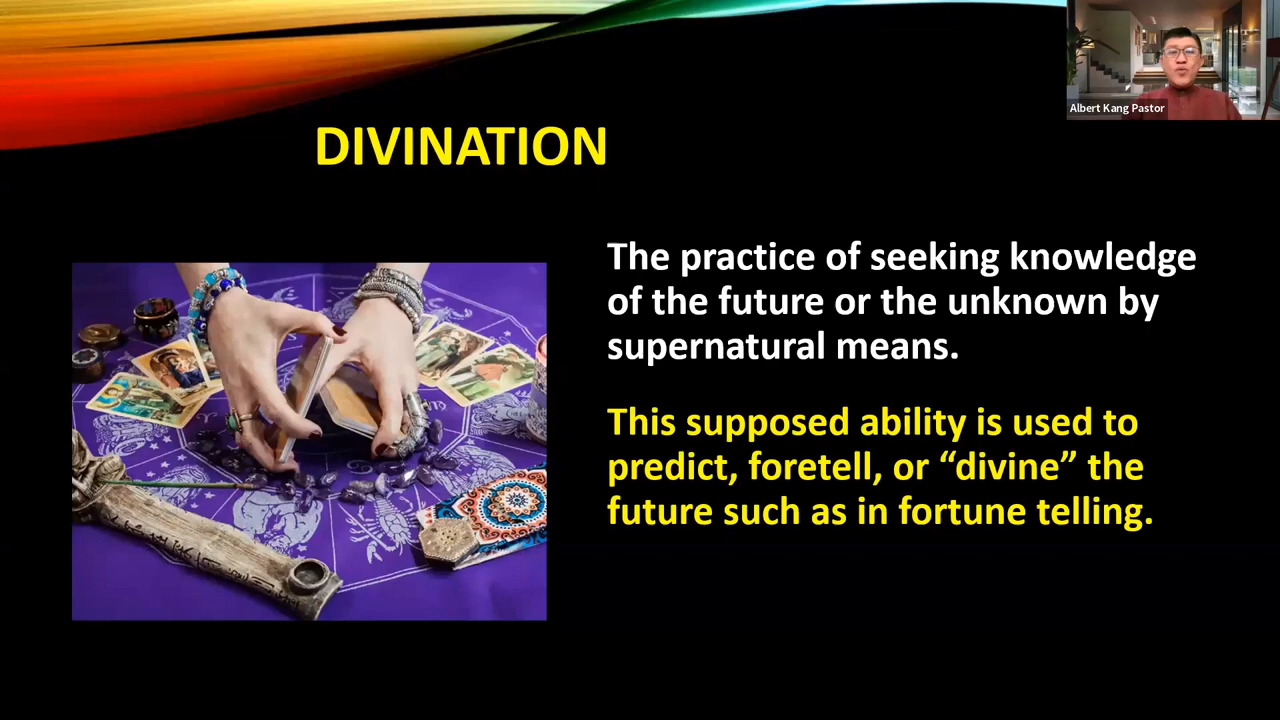 Albert Kang Pastor
DIVINATION
The practice of seeking knowledge
of the future or the unknown by
supernatural means.
This supposed ability is used to
predict, foretell, or “divine” the
future such as in fortune telling.